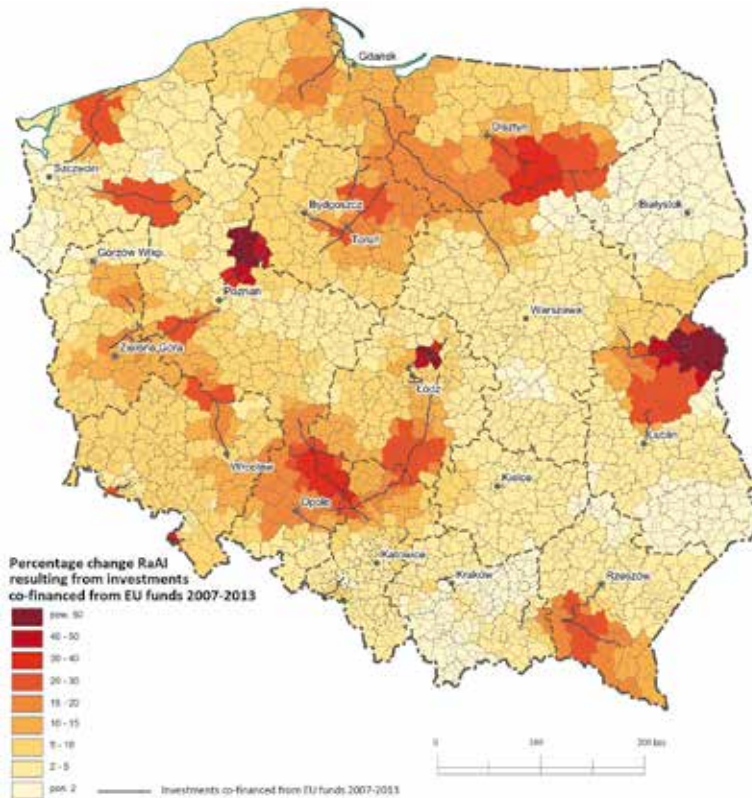 Gdańsk
Olsztyn
Szczecin
Bydgoszcz
Białystok
Toruń
Gorzów Wlkp.
Poznań
Warszawa
Zielona Góra
Łódź
Lublin
Wrocław
Opole
Kielce
Katowice
Kraków
Rzeszów
Percentage change RaAI
resulting from investments
co-financed from EU funds 2007-2013
pow. 50
40 - 50
30 - 40
20 - 30
15 - 20
10 - 15
5 - 10
2 - 5
pon. 2
Investments co-financed from EU funds 2007-2013
0 100 200 km